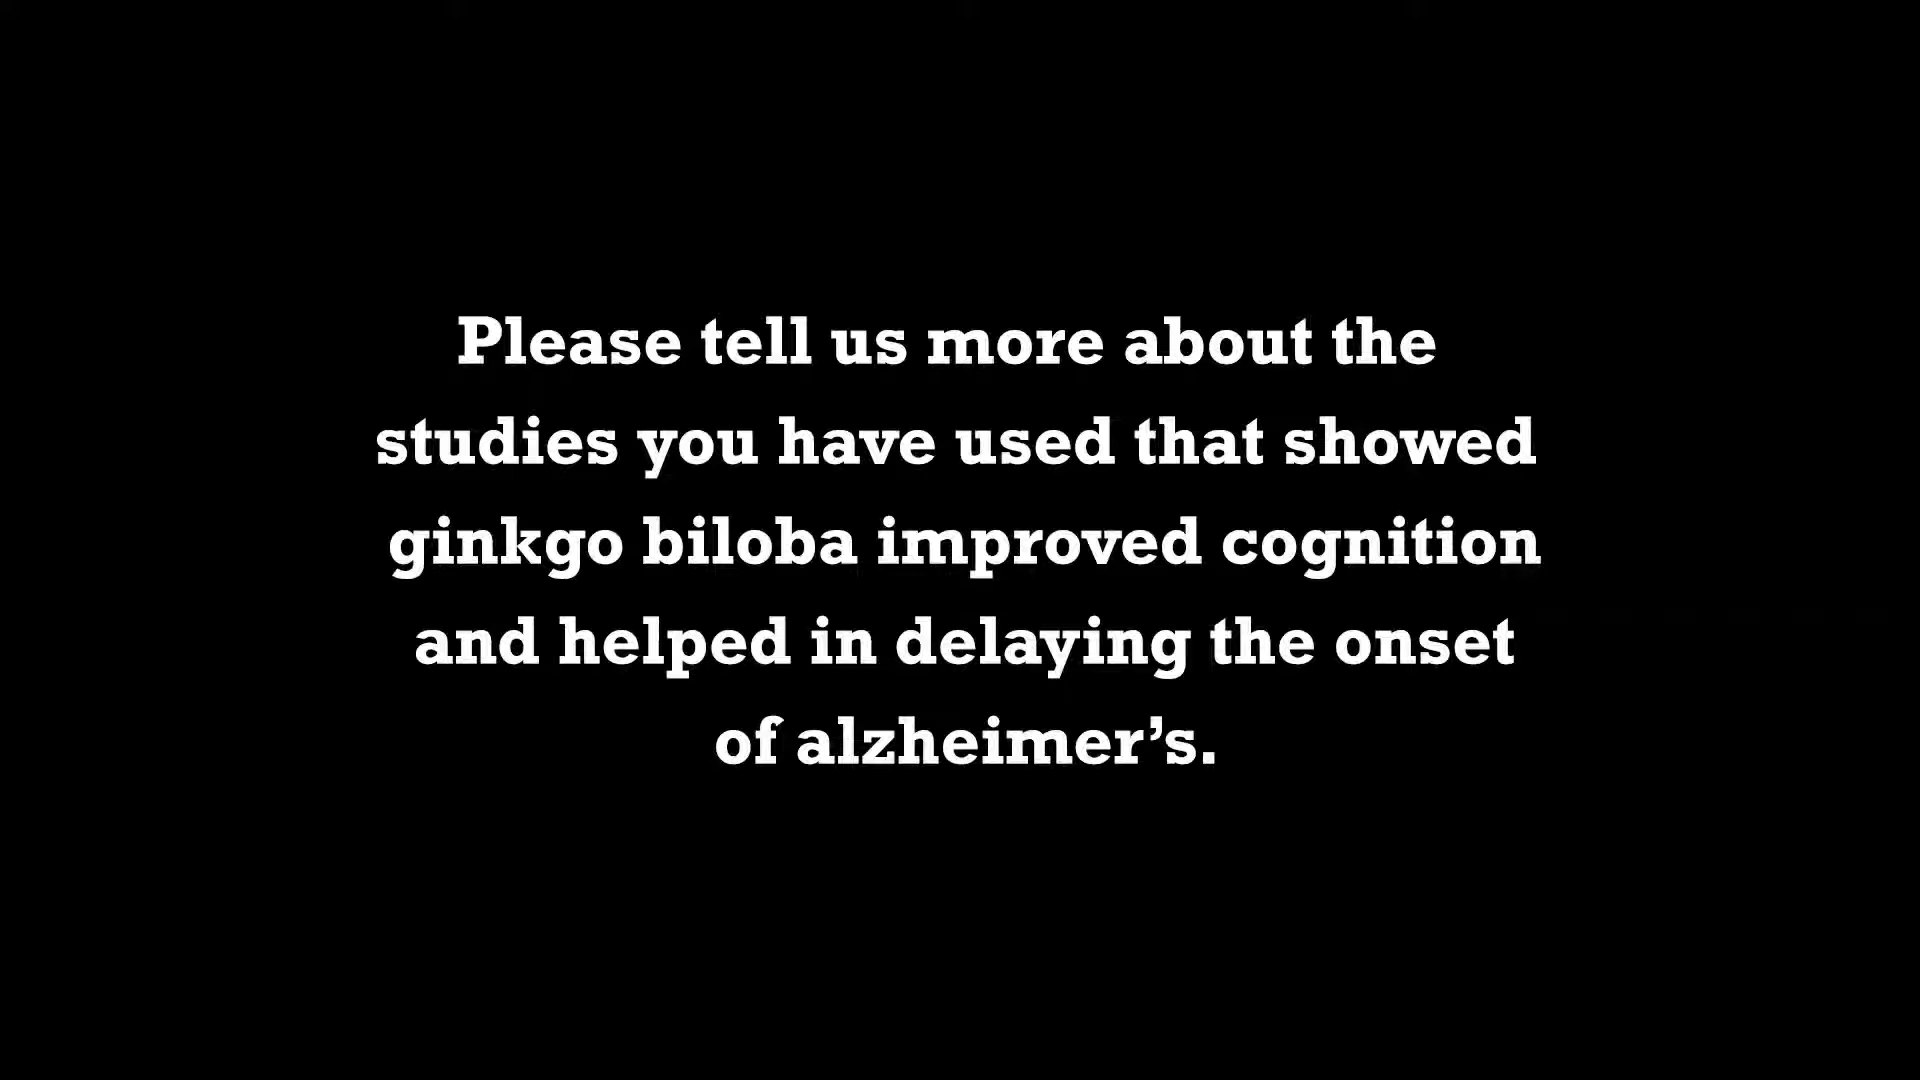 Please tell us more about the
studies you have used that showed
ginkgo biloba improved cognition
and helped in delaying the onset
of alzheimer’s.